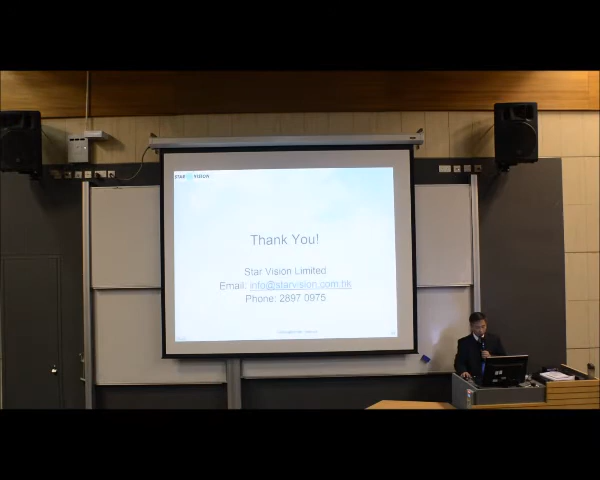 STAR VISION
Thank You!
Star Vision Limited
Email: info@starvision.com.hk
Phone: 2897 0975